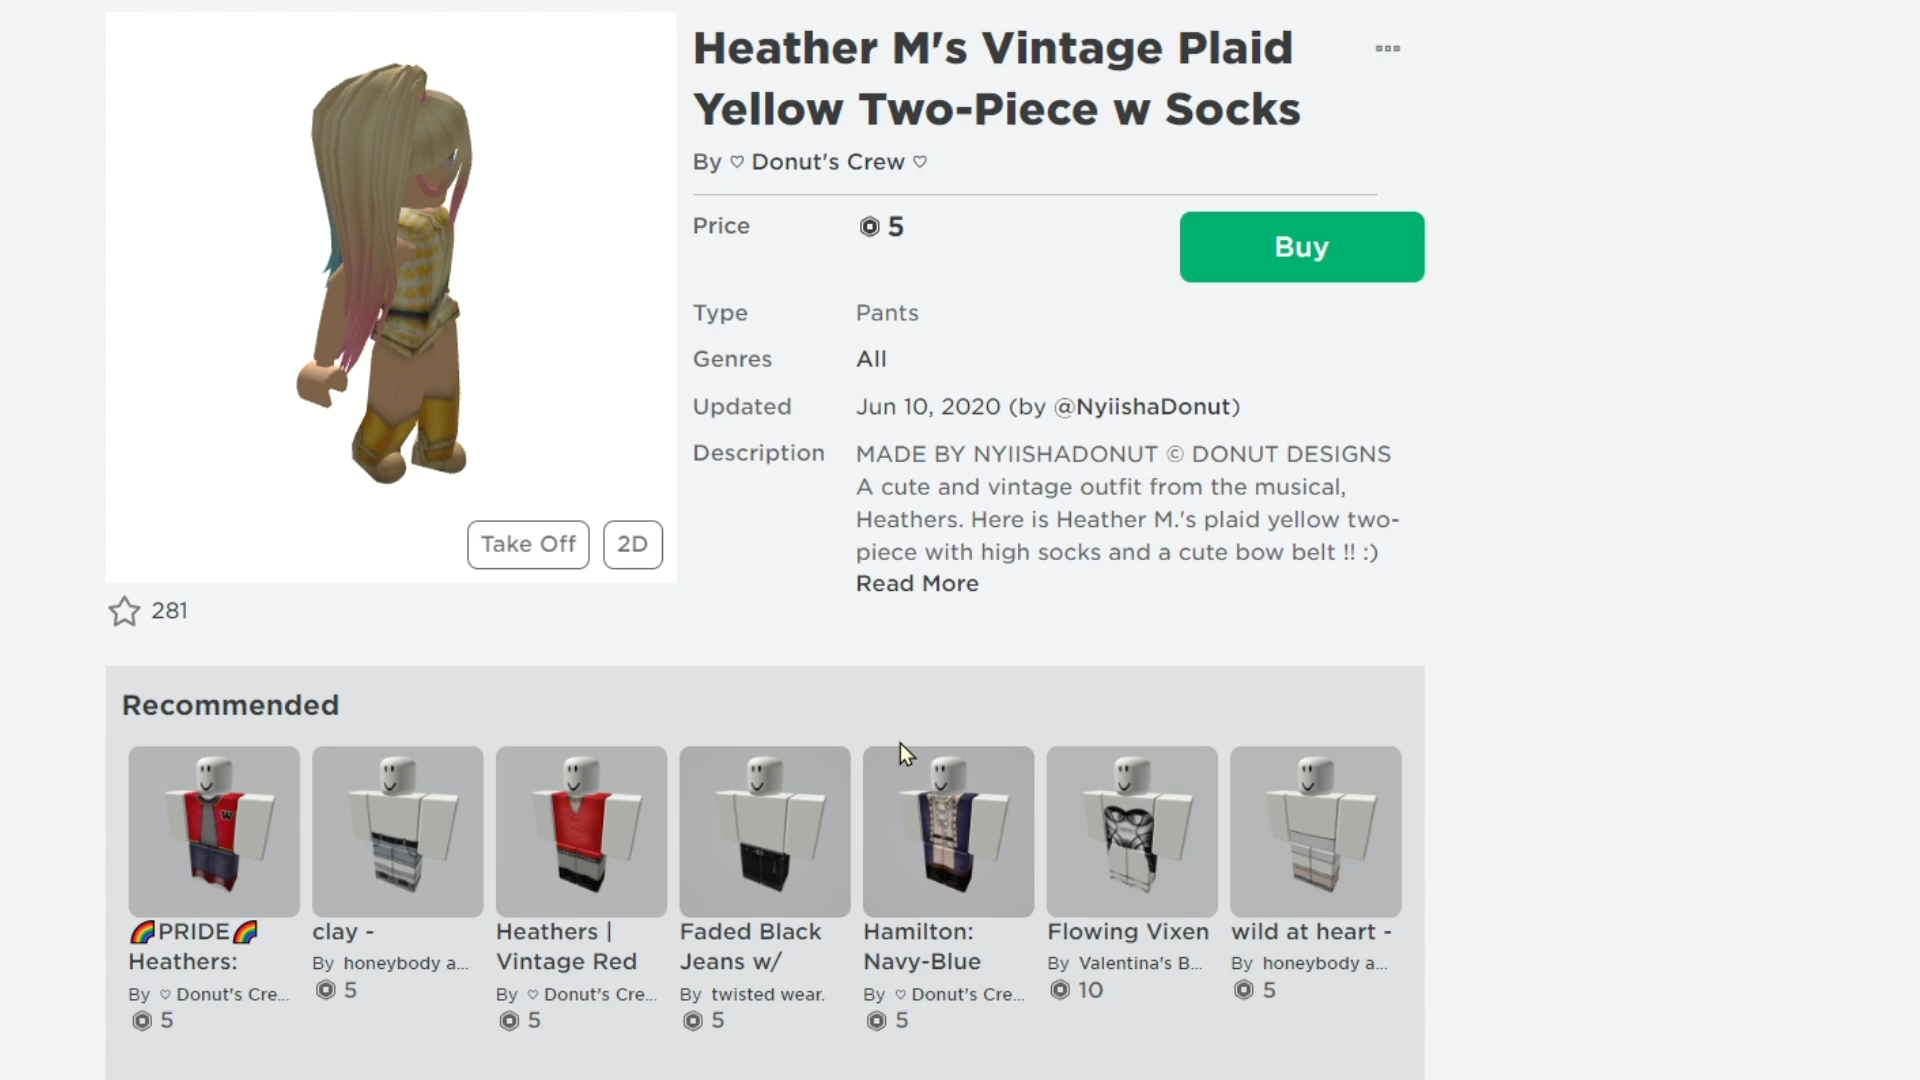 Heather M's Vintage Plaid
Yellow Two-Piece w Socks
By ♡ Donut's Crew ♡
Price
5
Buy
Type
Pants
Genres
All
Updated
Jun 10, 2020 (by @NyiishaDonut)
Description
MADE BY NYIISHADONUT © DONUT DESIGNS
A cute and vintage outfit from the musical,
Heathers. Here is Heather M.'s plaid yellow two-
piece with high socks and a cute bow belt !! :)
Read More
Take Off
2D
281
Recommended
🌈PRIDE🌈
Heathers:
By ♡ Donut's Cre...
5
clay -
By honeybody a...
5
Heathers |
Vintage Red
By ♡ Donut's Cre...
5
Faded Black
Jeans w/
By twisted wear.
5
Hamilton:
Navy-Blue
By ♡ Donut's Cre...
5
Flowing Vixen
By Valentina's B...
10
wild at heart -
By honeybody a...
5
W